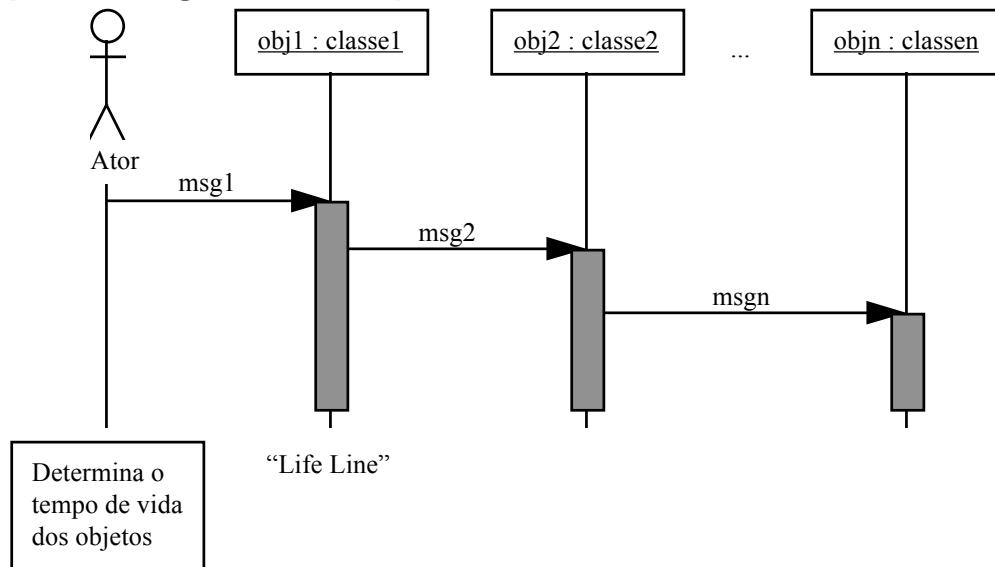 obj1 : classe1
obj2 : classe2
...
objn : classen
Ator
msg1
msg2
msgn
“Life Line”
Determina o
tempo de vida
dos objetos